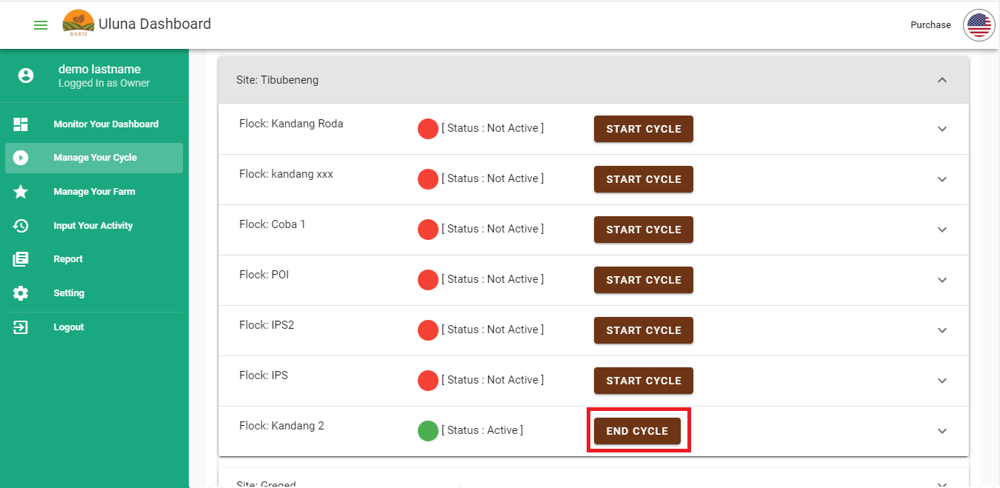 BAKU
Uluna Dashboard
Purchase
demo lastname
Logged In as Owner
Monitor Your Dashboard
Manage Your Cycle
Manage Your Farm
Input Your Activity
Report
Setting
Logout
Site: Tibubeneng
Flock: Kandang Roda [ Status : Not Active ] START CYCLE
Flock: kandang xxx [ Status : Not Active ] START CYCLE
Flock: Coba 1 [ Status : Not Active ] START CYCLE
Flock: POI [ Status : Not Active ] START CYCLE
Flock: IPS2 [ Status : Not Active ] START CYCLE
Flock: IPS [ Status : Not Active ] START CYCLE
Flock: Kandang 2 [ Status : Active ] END CYCLE
Site: Greged